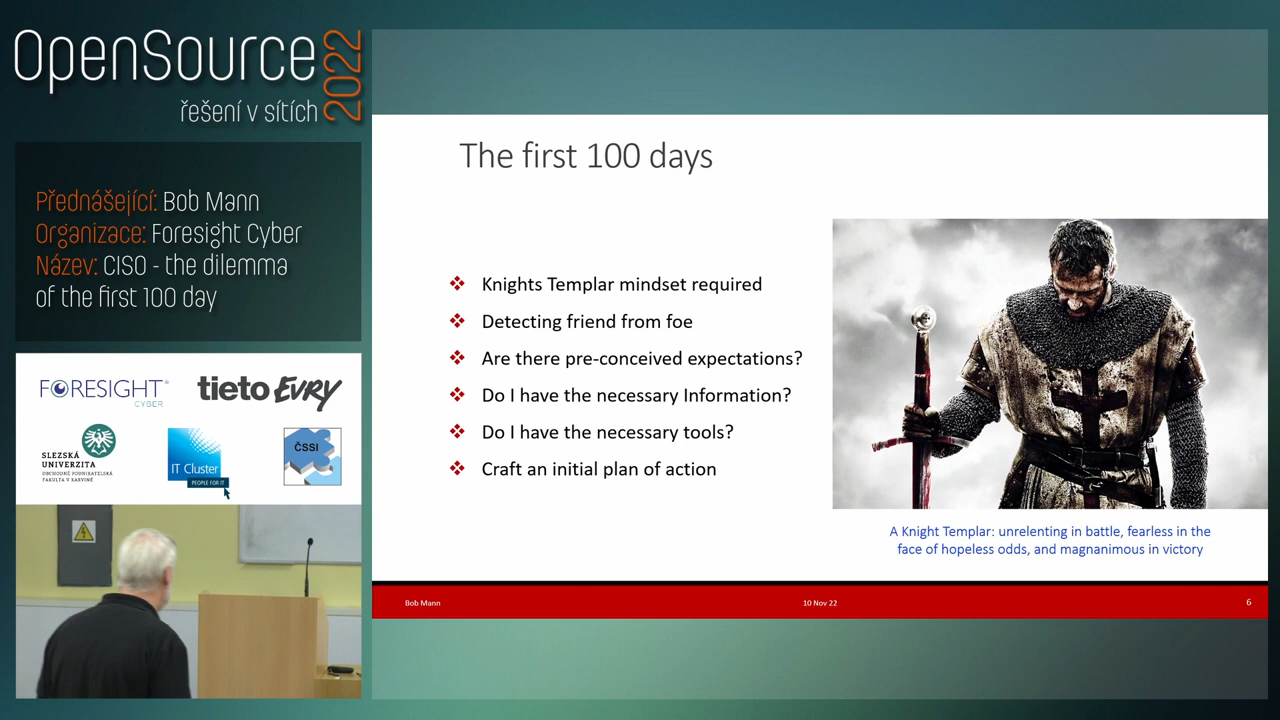 OpenSource
2022
řešení v sítích
Přednášející: Bob Mann
Organizace: Foresight Cyber
Název: CISO - the dilemma
of the first 100 day
FORESIGHT
CYBER
tieto EVRY
SLEZSKÁ
UNIVERZITA
OBCHODNĚ PODNIKATELSKÁ
FAKULTA V KARVINÉ
IT Cluster
PEOPLE FOR IT
ČSSI
The first 100 days
❖ Knights Templar mindset required
❖ Detecting friend from foe
❖ Are there pre-conceived expectations?
❖ Do I have the necessary Information?
❖ Do I have the necessary tools?
❖ Craft an initial plan of action
A Knight Templar: unrelenting in battle, fearless in the
face of hopeless odds, and magnanimous in victory
Bob Mann
10 Nov 22
6